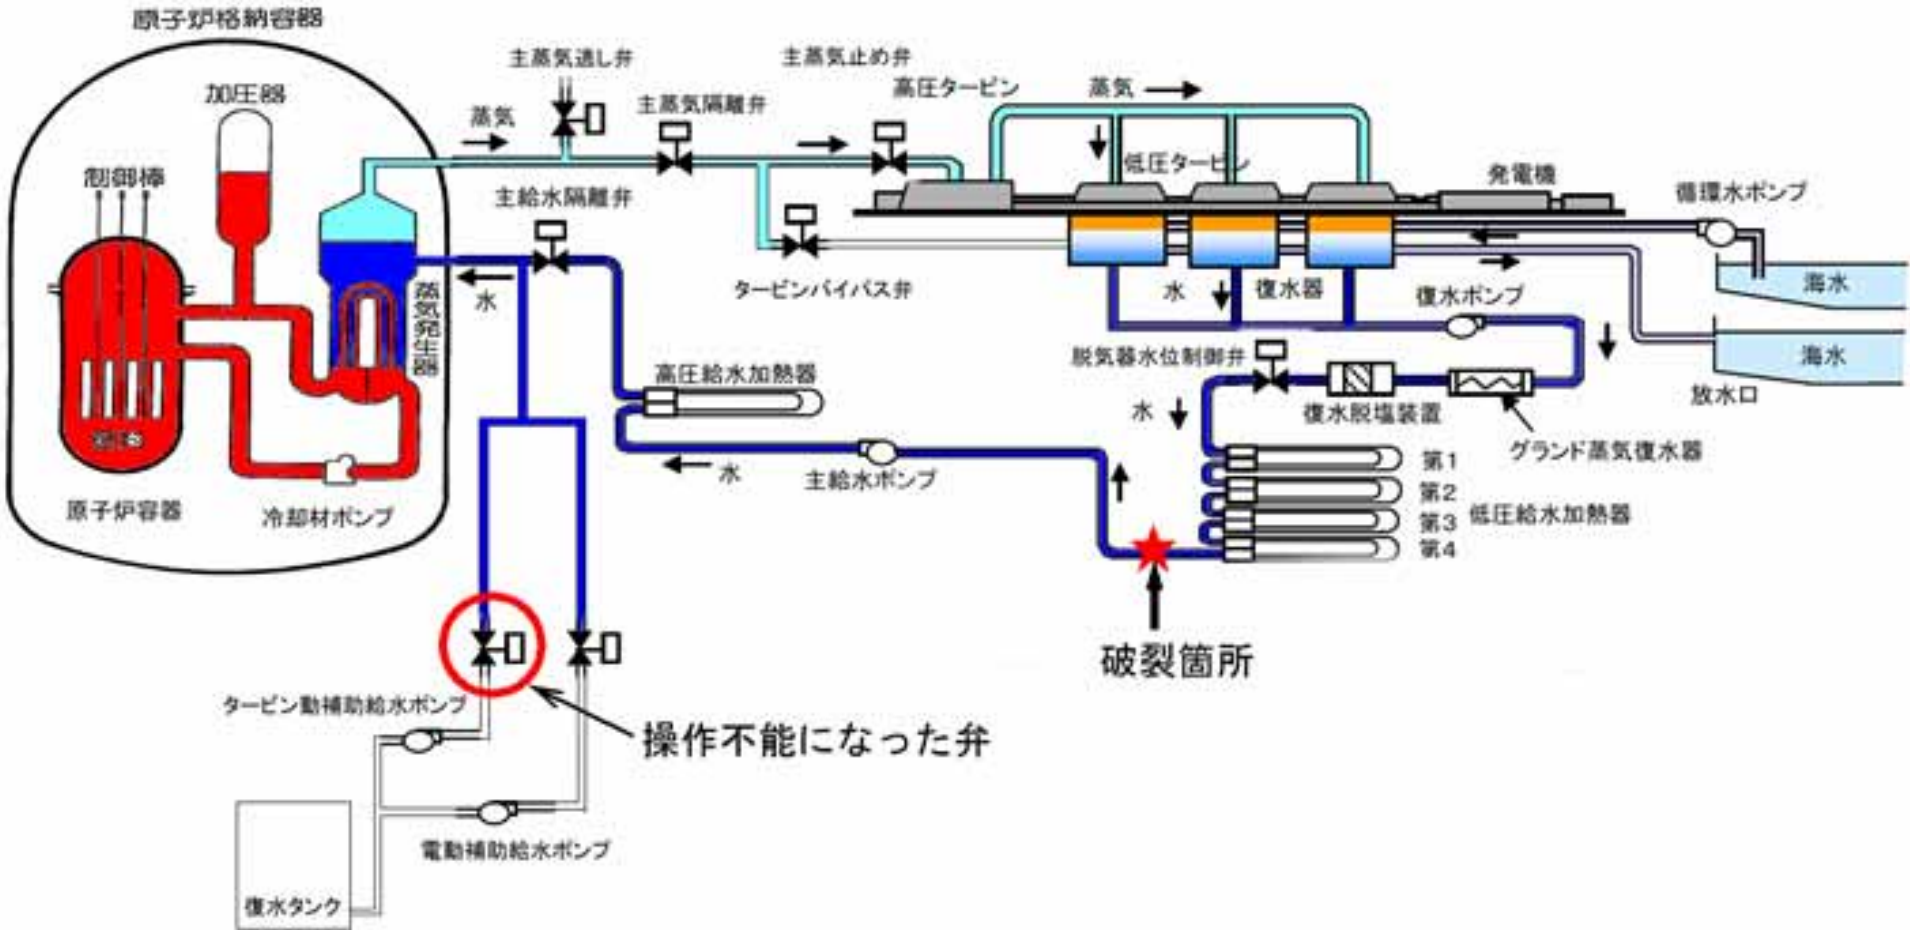 原子炉格納容器
主蒸気逃し弁
主蒸気止め弁
高圧タービン
蒸気
加圧器
主蒸気隔離弁
蒸気
低圧タービン
制御棒
発電機
循環水ポンプ
主給水隔離弁
水
蒸気発生器
タービンバイパス弁
水
復水器
復水ポンプ
海水
海水
脱気器水位制御弁
高圧給水加熱器
放水口
水
復水脱塩装置
グランド蒸気復水器
水
主給水ポンプ
第1
第2
第3
第4
低圧給水加熱器
原子炉容器
冷却材ポンプ
破裂箇所
タービン動補助給水ポンプ
操作不能になった弁
電動補助給水ポンプ
復水タンク